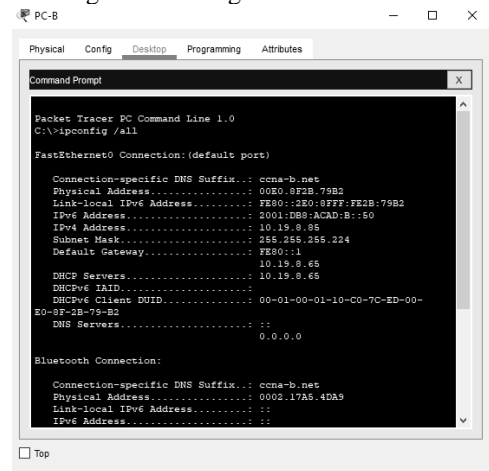 PC-B
Physical Config Desktop Programming Attributes
Command Prompt X
Packet Tracer PC Command Line 1.0
C:\>ipconfig /all
FastEthernet0 Connection:(default port)
Connection-specific DNS Suffix..: ccna-b.net
Physical Address................: 00E0.8F2B.79B2
Link-local IPv6 Address.........: FE80::2E0:8FFF:FE2B:79B2
IPv6 Address....................: 2001:DB8:ACAD:B::50
IPv4 Address....................: 10.19.8.85
Subnet Mask.....................: 255.255.255.224
Default Gateway.................: FE80::1
10.19.8.65
DHCP Servers....................: 10.19.8.65
DHCPv6 IAID.....................:
DHCPv6 Client DUID..............: 00-01-00-01-10-C0-7C-ED-00-
E0-8F-2B-79-B2
DNS Servers.....................: ::
0.0.0.0
Bluetooth Connection:
Connection-specific DNS Suffix..: ccna-b.net
Physical Address................: 0002.17A5.4DA9
Link-local IPv6 Address.........: ::
IPv6 Address....................: ::
Top